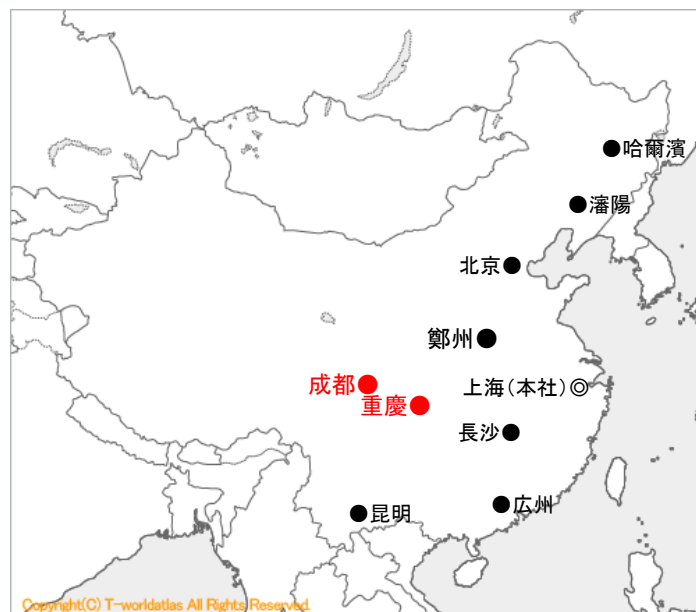 哈爾濱
瀋陽
北京
鄭州
成都
上海(本社)
重慶
長沙
広州
昆明
Copyright(C) T-worldatlas All Rights Reserved.